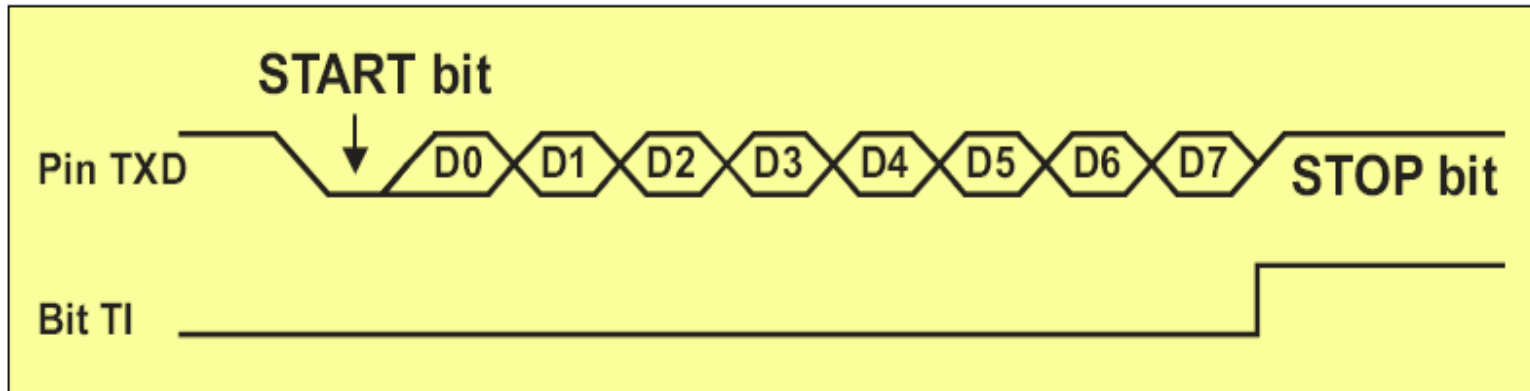 START bit
Pin TXD D0 D1 D2 D3 D4 D5 D6 D7 STOP bit
Bit TI